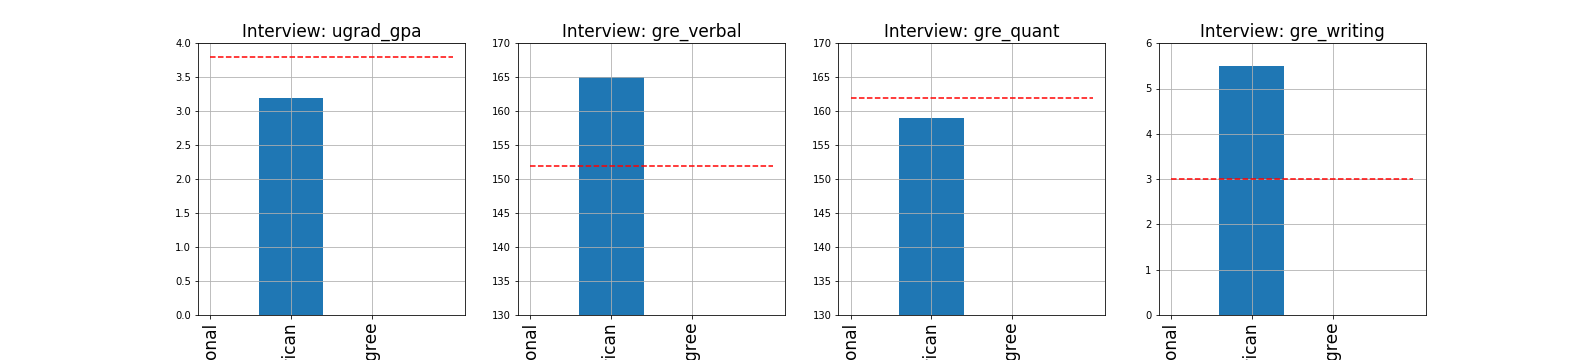 Interview: ugrad_gpa
4.0
3.5
3.0
2.5
2.0
1.5
1.0
0.5
0.0
onal
ican
gree
Interview: gre_verbal
170
165
160
155
150
145
140
135
130
onal
ican
gree
Interview: gre_quant
170
165
160
155
150
145
140
135
130
onal
ican
gree
Interview: gre_writing
6
5
4
3
2
1
0
onal
ican
gree